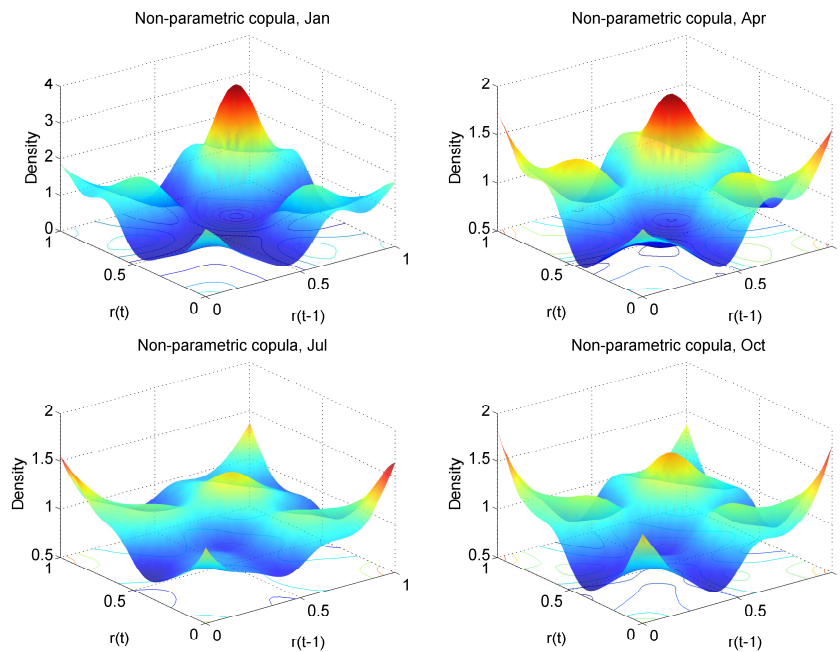 Non-parametric copula, Jan
4
3
2
1
0
Density
1
0.5
0
r(t)
0
0.5
1
r(t-1)
Non-parametric copula, Apr
2
1.5
1
0.5
Density
1
0.5
0
r(t)
0
0.5
r(t-1)
Non-parametric copula, Jul
2
1.5
1
0.5
Density
1
0.5
0
r(t)
0
0.5
1
r(t-1)
Non-parametric copula, Oct
2
1.5
1
0.5
Density
1
0.5
0
r(t)
0
0.5
r(t-1)